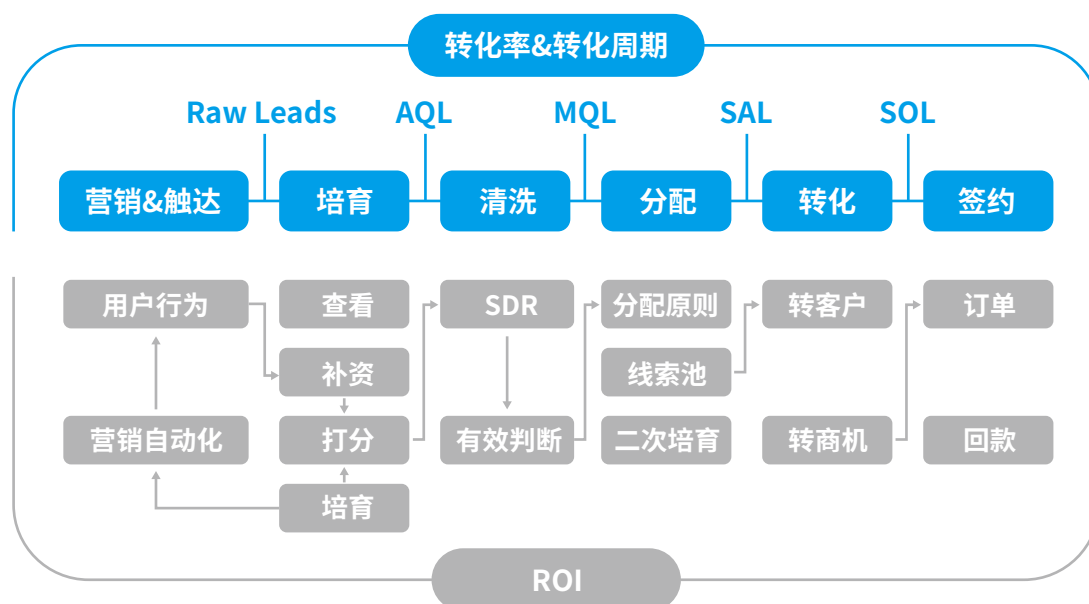 转化率&转化周期
Raw Leads
AQL
MQL
SAL
SOL
营销&触达
培育
清洗
分配
转化
签约
用户行为
查看
SDR
分配原则
转客户
订单
补资
线索池
营销自动化
打分
有效判断
二次培育
转商机
回款
培育
ROI